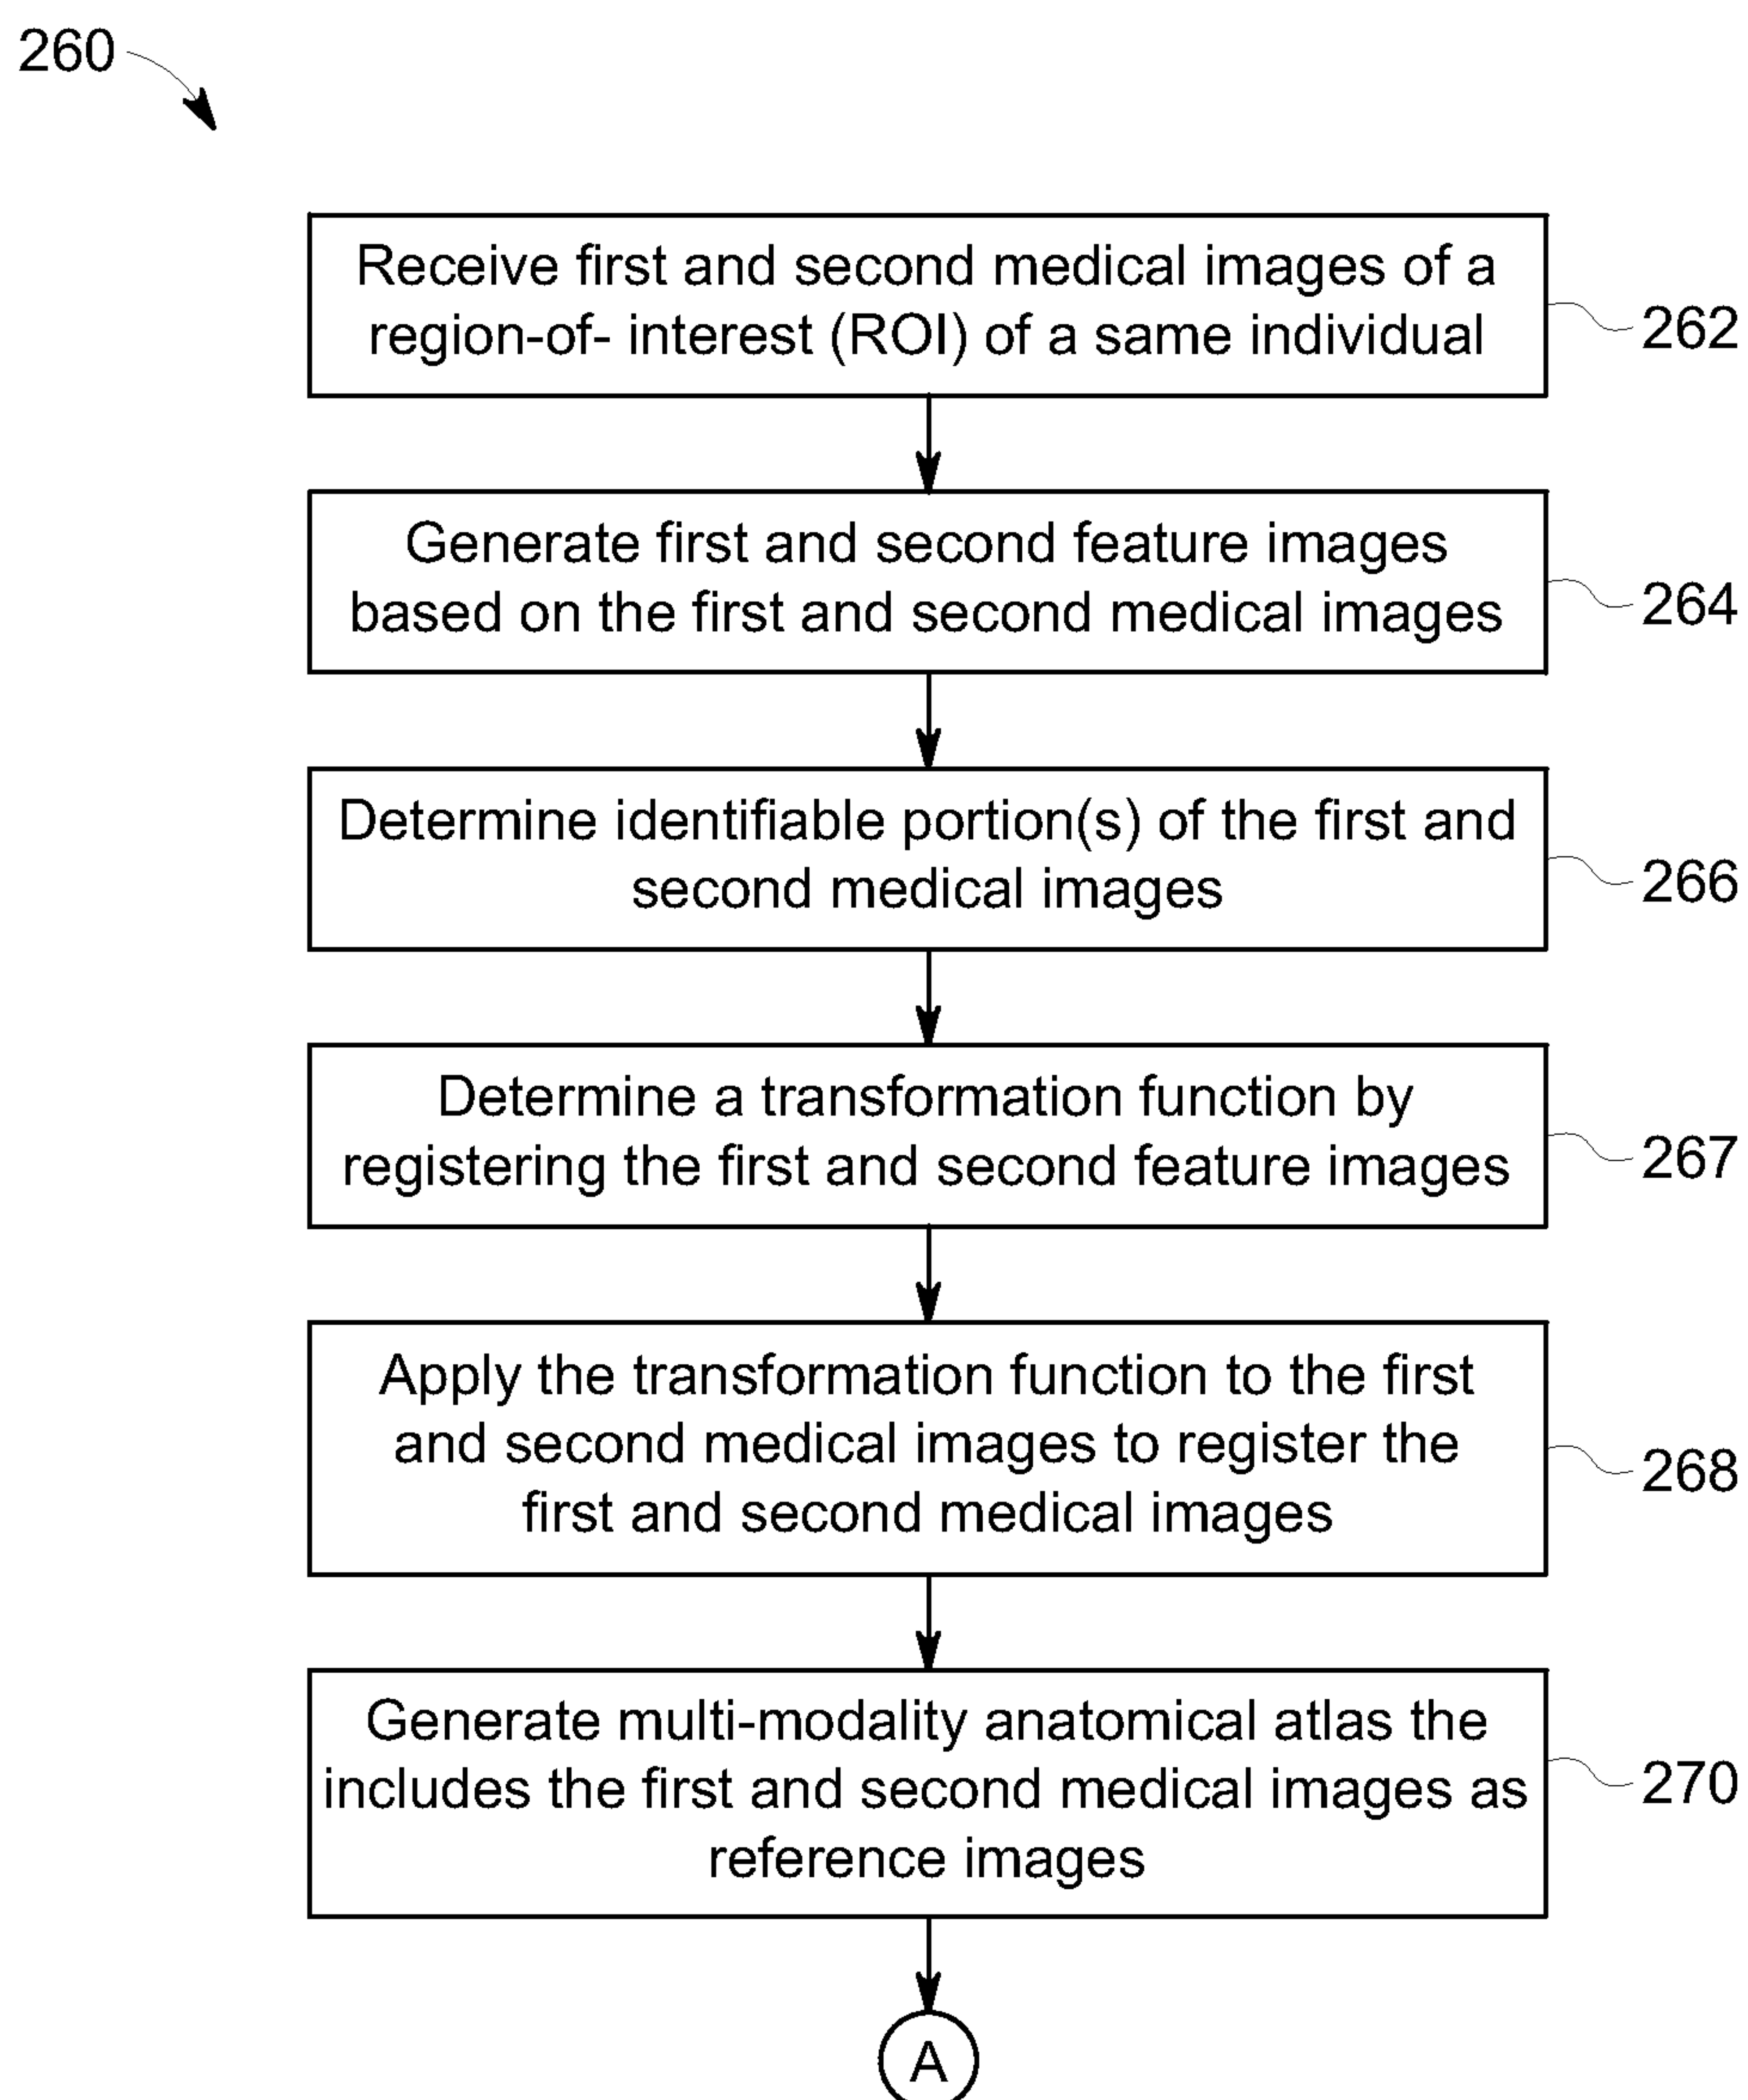 260
Receive first and second medical images of a
region-of- interest (ROI) of a same individual
262
Generate first and second feature images
based on the first and second medical images
264
Determine identifiable portion(s) of the first and
second medical images
266
Determine a transformation function by
registering the first and second feature images
267
Apply the transformation function to the first
and second medical images to register the
first and second medical images
268
Generate multi-modality anatomical atlas the
includes the first and second medical images as
reference images
270
A